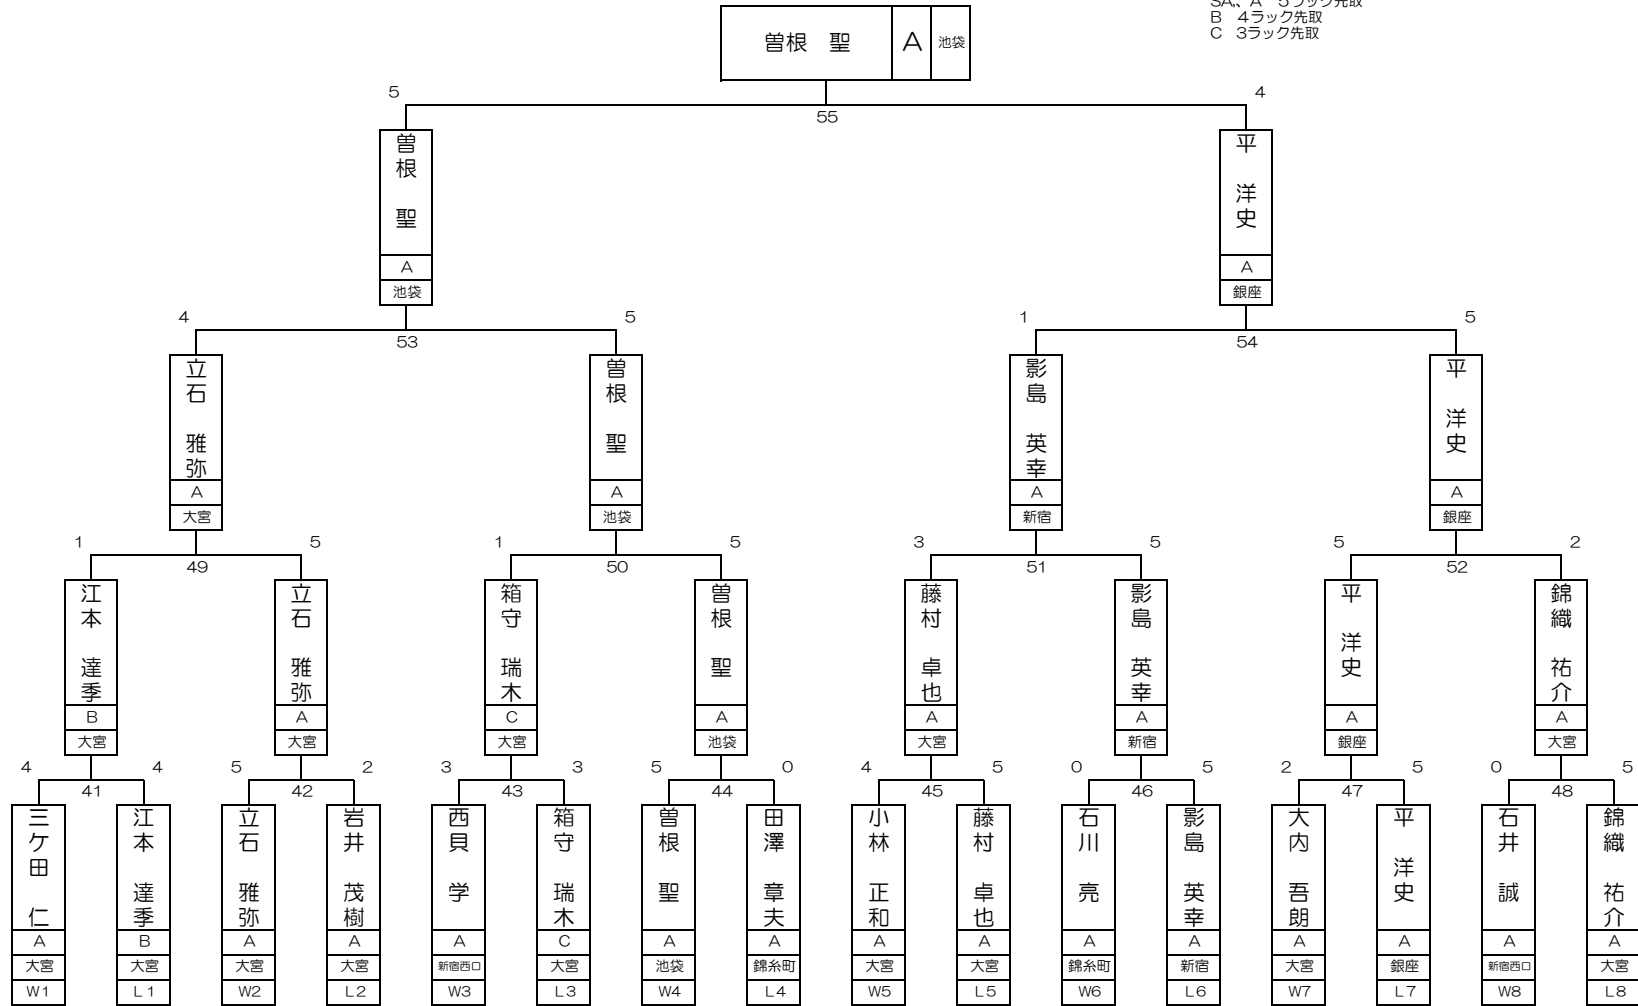 SA、A 5ラック先取
B 4ラック先取
C 3ラック先取
曽根 聖 A 池袋
5 4
55
曽根 聖 A 池袋
平 洋史 A 銀座
4 5 1 5
53 54
立石 雅弥 A 大宮
曽根 聖 A 池袋
影島 英幸 A 新宿
平 洋史 A 銀座
1 5 1 5 3 5 5 2
49 50 51 52
江本 達季 B 大宮
立石 雅弥 A 大宮
箱守 瑞木 C 大宮
曽根 聖 A 池袋
藤村 卓也 A 大宮
影島 英幸 A 新宿
平 洋史 A 銀座
錦織 祐介 A 大宮
4 4 5 2 3 3 5 0 4 5 0 5 2 5 0 5
41 42 43 44 45 46 47 48
三ケ田 仁 A 大宮 W1
江本 達季 B 大宮 L1
立石 雅弥 A 大宮 W2
岩井 茂樹 A 大宮 L2
西貝 学 A 新宿西口 W3
箱守 瑞木 C 大宮 L3
曽根 聖 A 池袋 W4
田澤 章夫 A 錦糸町 L4
小林 正和 A 大宮 W5
藤村 卓也 A 大宮 L5
石川 亮 A 錦糸町 W6
影島 英幸 A 新宿 L6
大内 吾朗 A 大宮 W7
平 洋史 A 銀座 L7
石井 誠 A 新宿西口 W8
錦織 祐介 A 大宮 L8